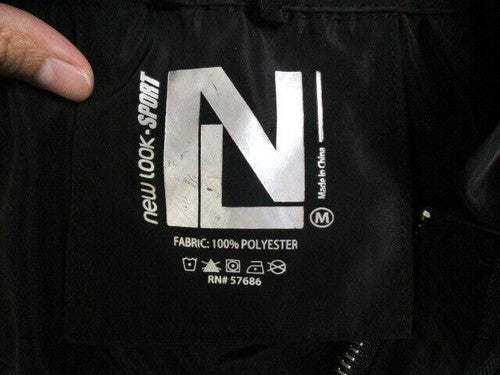 new look • SPORT
NL
Made in China
M
FABRIC: 100% POLYESTER
RN# 57686